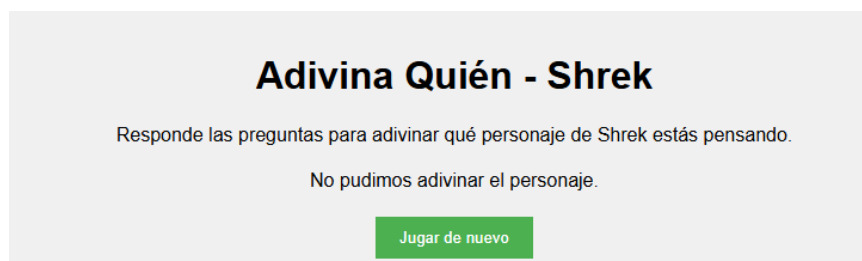 Adivina Quién - Shrek
Responde las preguntas para adivinar qué personaje de Shrek estás pensando.
No pudimos adivinar el personaje.
Jugar de nuevo